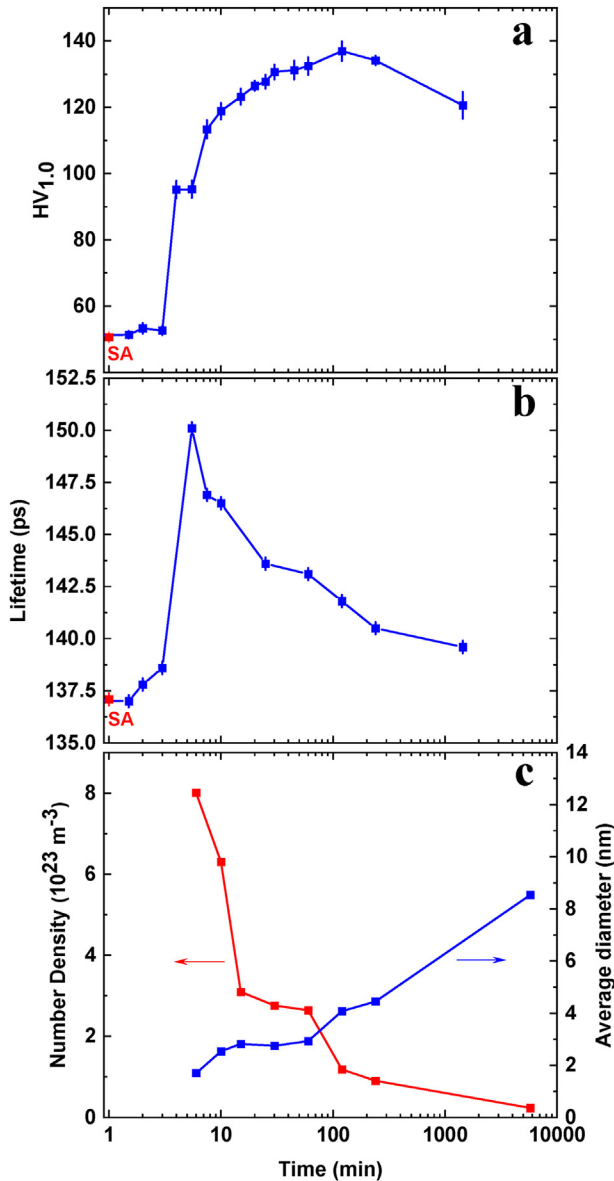 a
140
120
100
80
60
HV1.0
SA
b
152.5
150.0
147.5
145.0
142.5
140.0
137.5
135.0
Lifetime (ps)
SA
c
8
6
4
2
0
Number Density (10^23 m^-3)
14
12
10
8
6
4
2
0
Average diameter (nm)
1 10 100 1000 10000
Time (min)